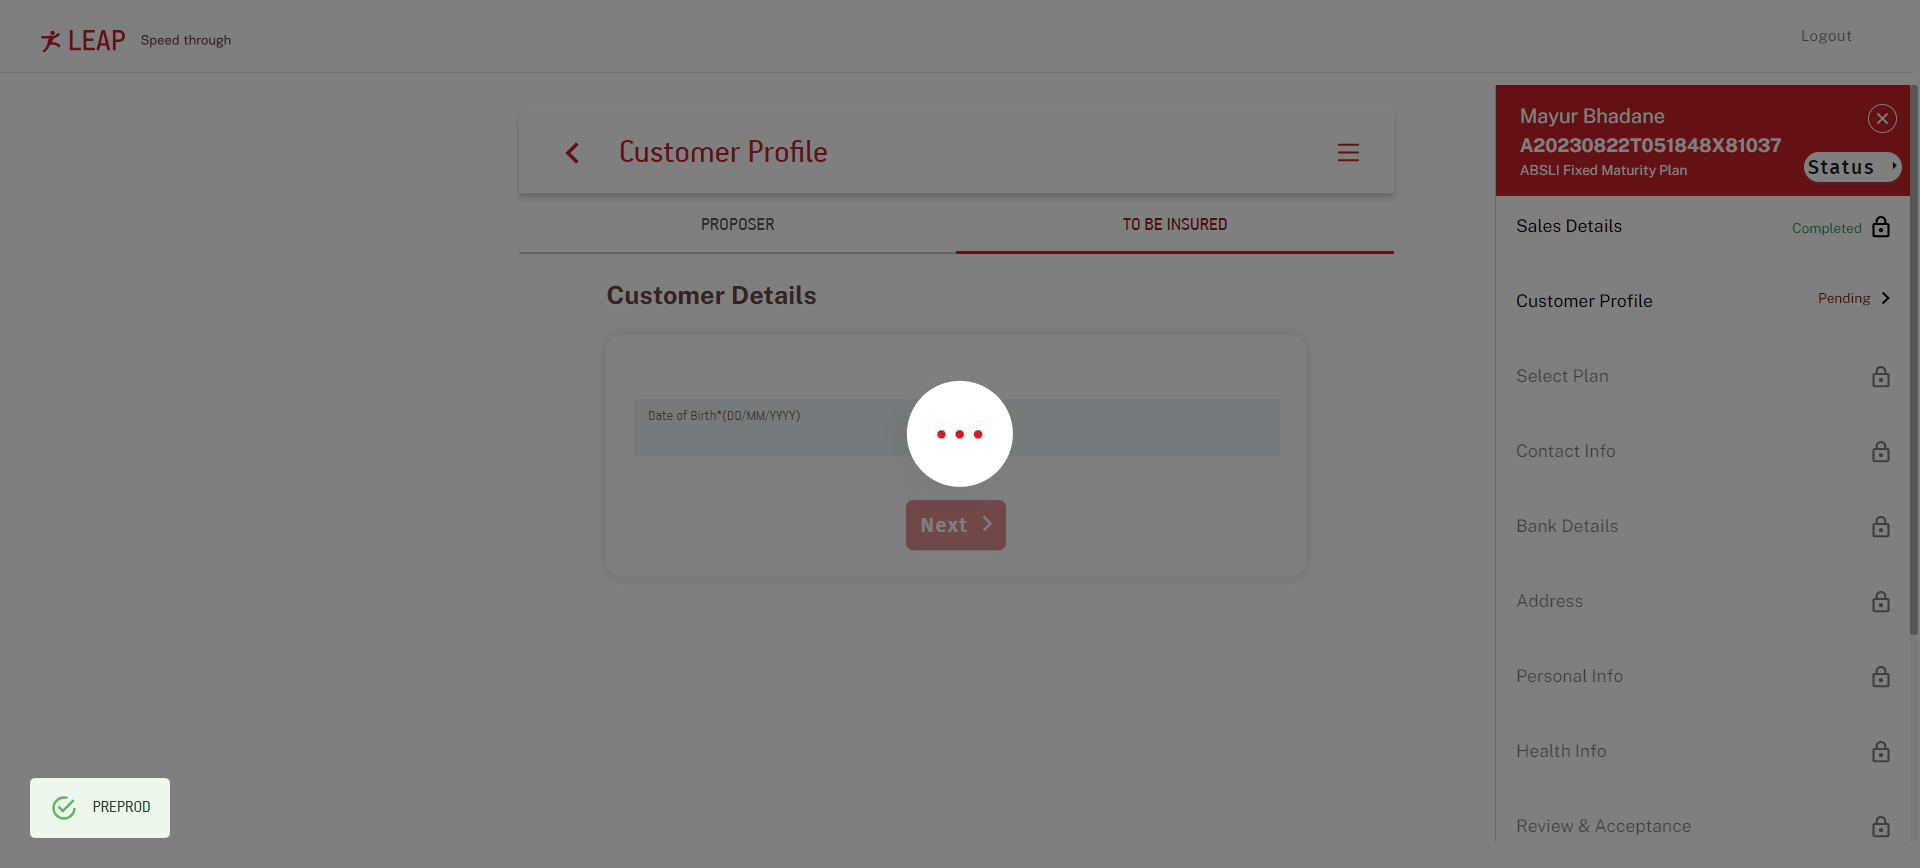 LEAP Speed through
Logout
Customer Profile
PROPOSER
TO BE INSURED
Customer Details
Date of Birth*(DD/MM/YYYY)
Next
Mayur Bhadane
A20230822T051848X81037
ABSLI Fixed Maturity Plan
Status
Sales Details Completed
Customer Profile Pending
Select Plan
Contact Info
Bank Details
Address
Personal Info
Health Info
Review & Acceptance
PREPROD